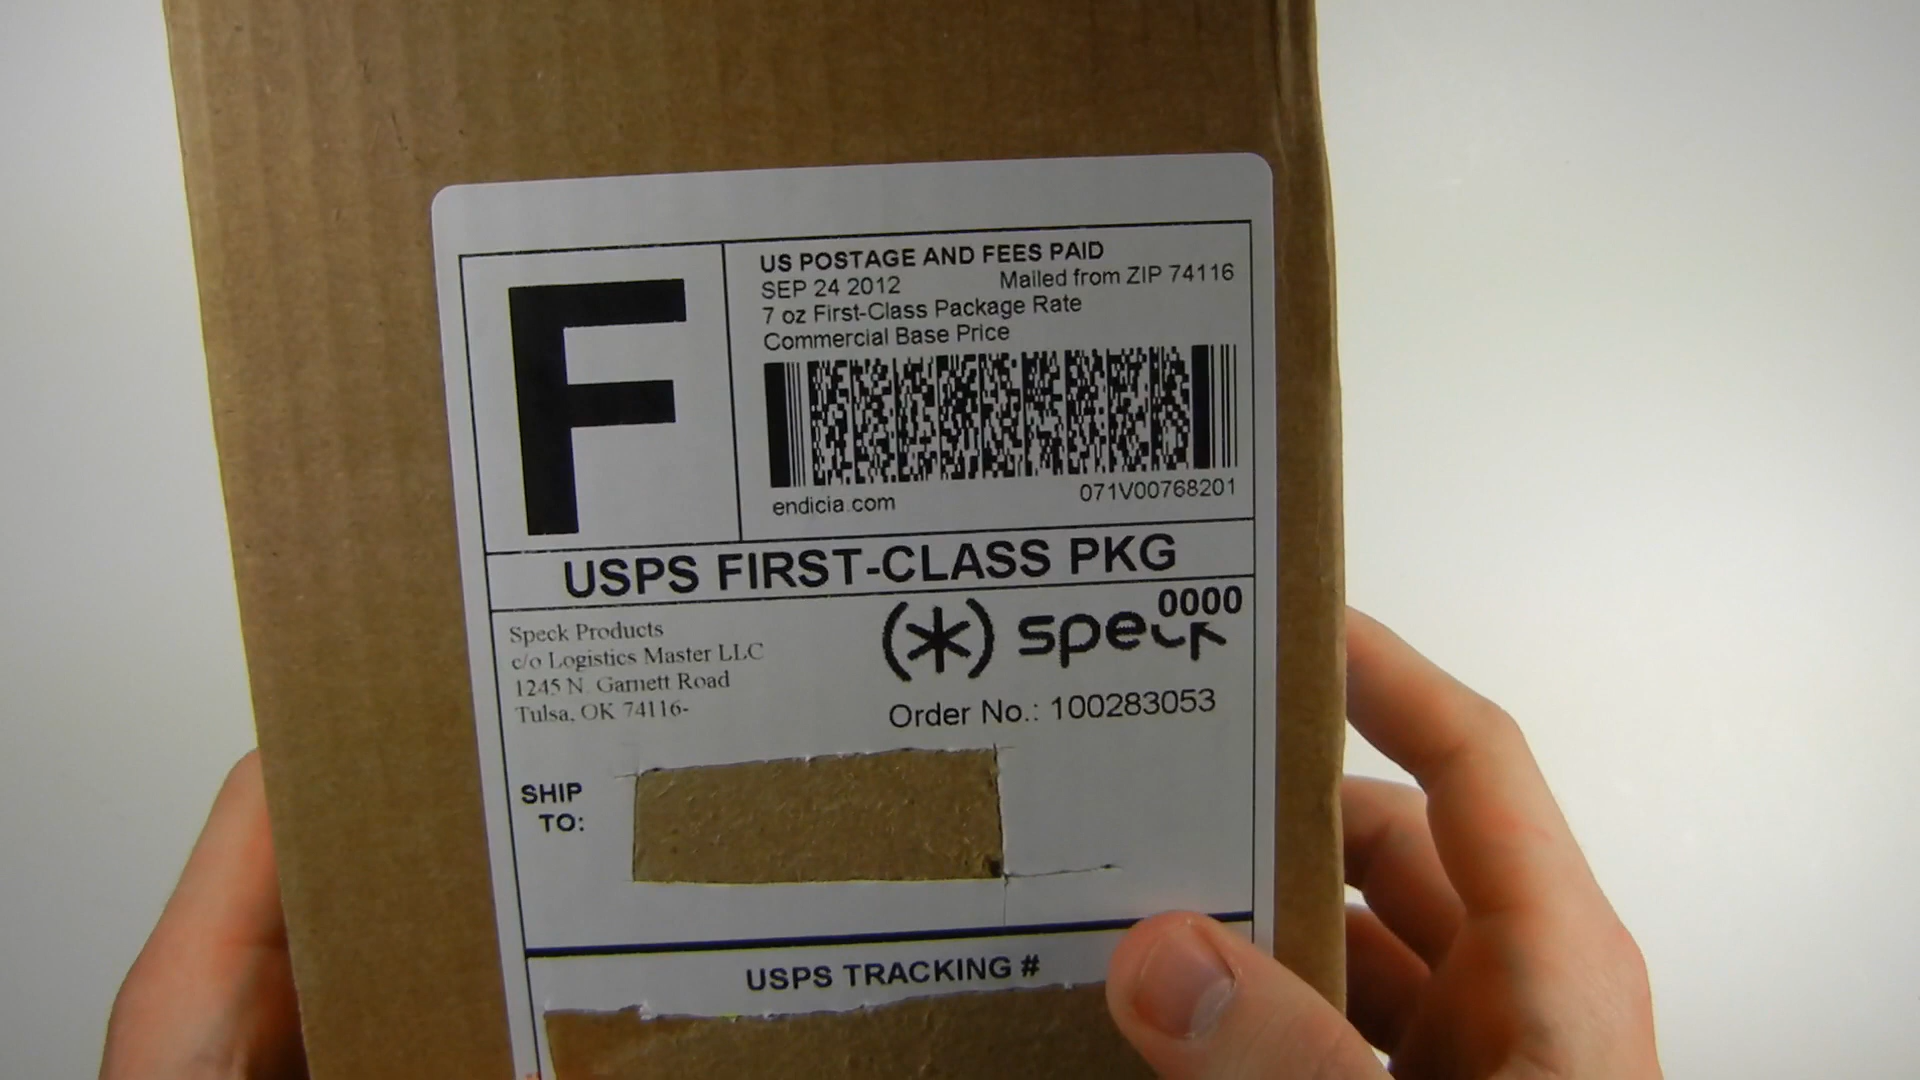 F
US POSTAGE AND FEES PAID
SEP 24 2012 Mailed from ZIP 74116
7 oz First-Class Package Rate
Commercial Base Price
endicia.com 071V00768201
USPS FIRST-CLASS PKG
0000
(*) speck
Speck Products
c/o Logistics Master LLC
1245 N. Garnett Road
Tulsa, OK 74116-
Order No.: 100283053
SHIP
TO:
USPS TRACKING #